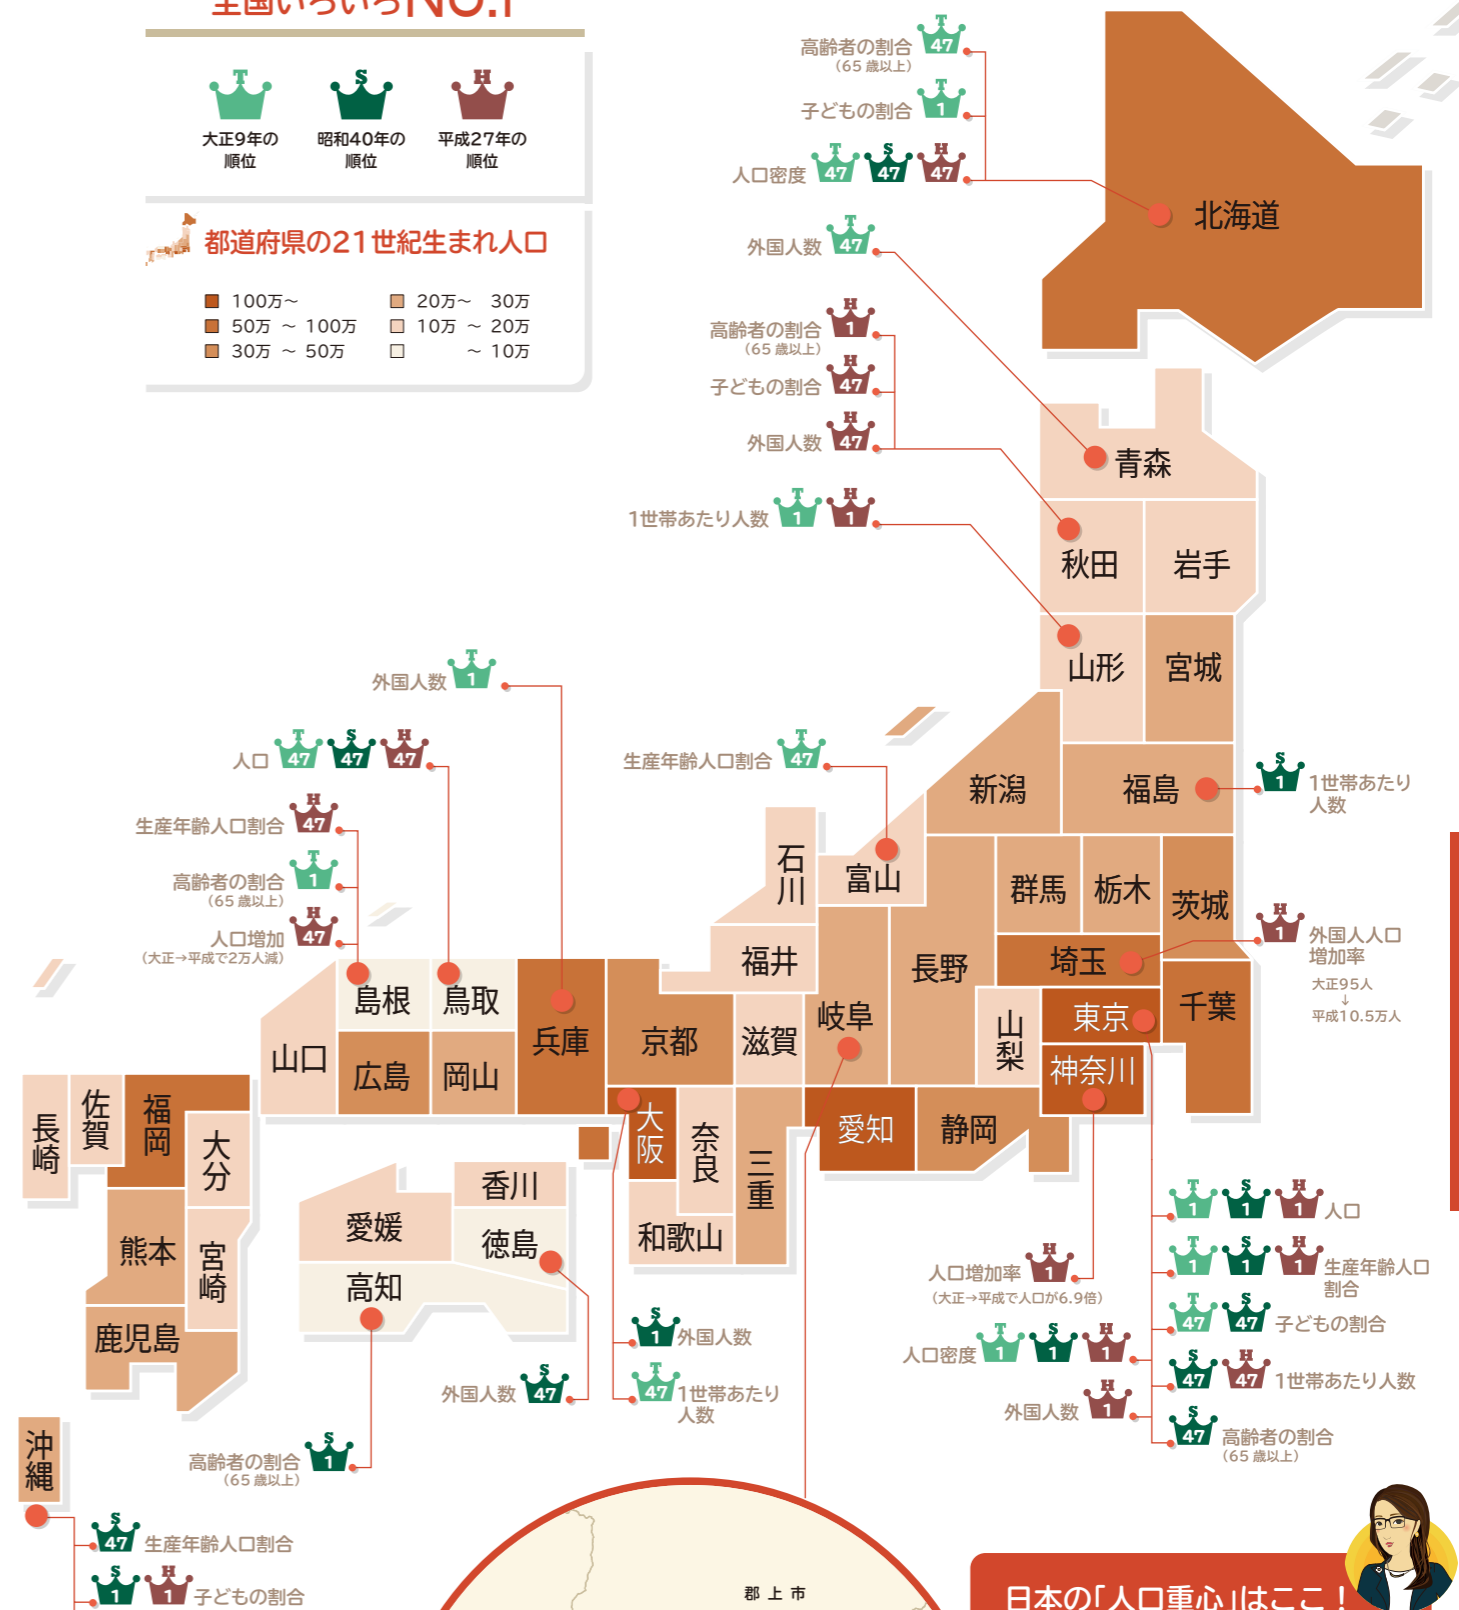 全国いろいろNO.1
T
S
H
大正9年の
順位
昭和40年の
順位
平成27年の
順位
都道府県の21世紀生まれ人口
100万〜
50万 〜 100万
30万 〜 50万
20万〜 30万
10万 〜 20万
〜 10万
高齢者の割合 T 47
(65歳以上)
子どもの割合 T 1
人口密度 T 47 S 47 H 47
北海道
外国人数 T 47
高齢者の割合 H 1
(65歳以上)
子どもの割合 H 47
外国人数 H 47
青森
1世帯あたり人数 T 1 H 1
秋田
岩手
山形
宮城
外国人数 T 1
人口 T 47 S 47 H 47
生産年齢人口割合 H 47
高齢者の割合 T 1
(65歳以上)
人口増加 H 47
(大正→平成で2万人減)
生産年齢人口割合 T 47
新潟
福島
S 1 1世帯あたり
人数
石川
富山
群馬
栃木
茨城
H 1 外国人人口
増加率
大正95人
↓
平成10.5万人
福井
長野
埼玉
島根
鳥取
兵庫
京都
滋賀
岐阜
山梨
東京
千葉
山口
広島
岡山
神奈川
大阪
奈良
三重
愛知
静岡
和歌山
長崎
佐賀
福岡
大分
熊本
宮崎
鹿児島
香川
愛媛
徳島
高知
T 1 S 1 H 1 人口
T 1 S 1 H 1 生産年齢人口
割合
T 47 S 47 子どもの割合
S 47 H 47 1世帯あたり人数
S 47 高齢者の割合
(65歳以上)
人口増加率 H 1
(大正→平成で人口が6.9倍)
人口密度 T 1 S 1 H 1
外国人数 H 1
S 1 外国人数
T 47 1世帯あたり
人数
外国人数 S 47
高齢者の割合 S 1
(65歳以上)
沖縄
S 47 生産年齢人口割合
S 1 H 1 子どもの割合
郡上市
日本の「人口重心」はここ!